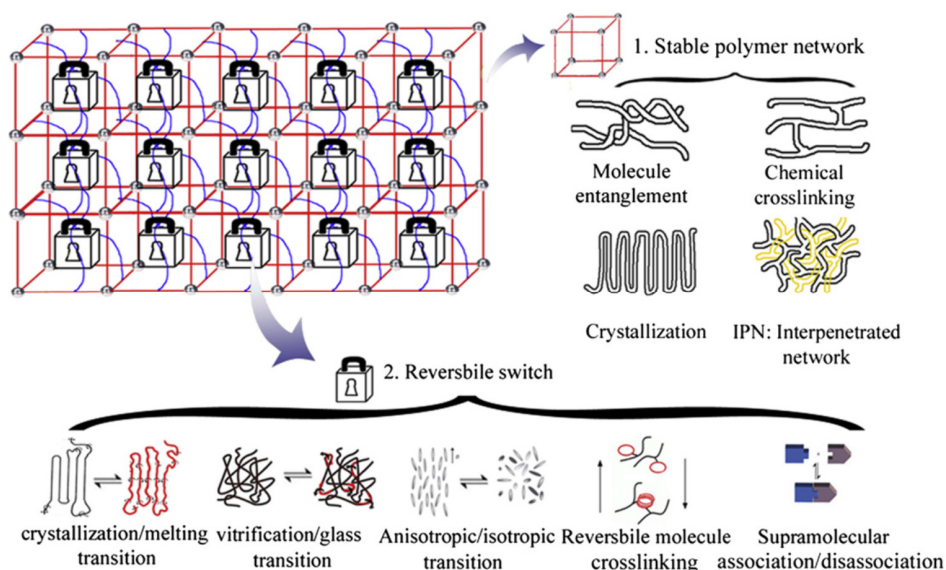 1. Stable polymer network
Molecule
entanglement
Chemical
crosslinking
Crystallization
IPN: Interpenetrated
network
2. Reversbile switch
crystallization/melting
transition
vitrification/glass
transition
Anisotropic/isotropic
transition
Reversbile molecule
crosslinking
Supramolecular
association/disassociation